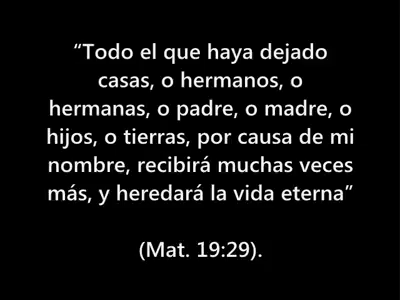 “Todo el que haya dejado
casas, o hermanos, o
hermanas, o padre, o madre, o
hijos, o tierras, por causa de mi
nombre, recibirá muchas veces
más, y heredará la vida eterna”
(Mat. 19:29).